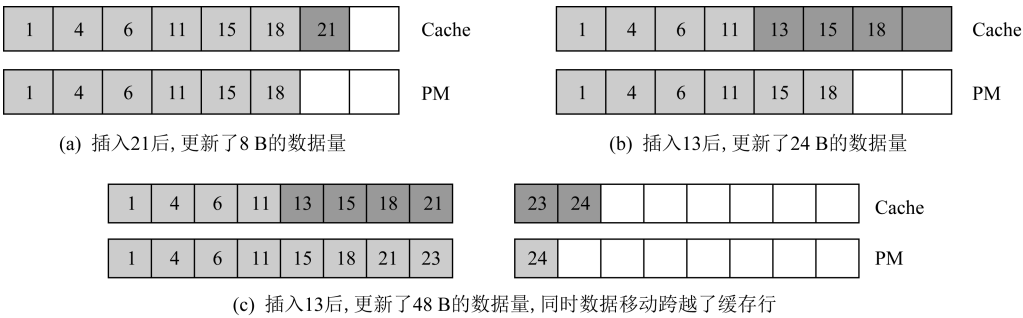 1 4 6 11 15 18 21 Cache
1 4 6 11 15 18 PM
(a) 插入21后, 更新了8 B的数据量
1 4 6 11 13 15 18 Cache
1 4 6 11 15 18 PM
(b) 插入13后, 更新了24 B的数据量
1 4 6 11 13 15 18 21 23 24 Cache
1 4 6 11 15 18 21 23 24 PM
(c) 插入13后, 更新了48 B的数据量, 同时数据移动跨越了缓存行